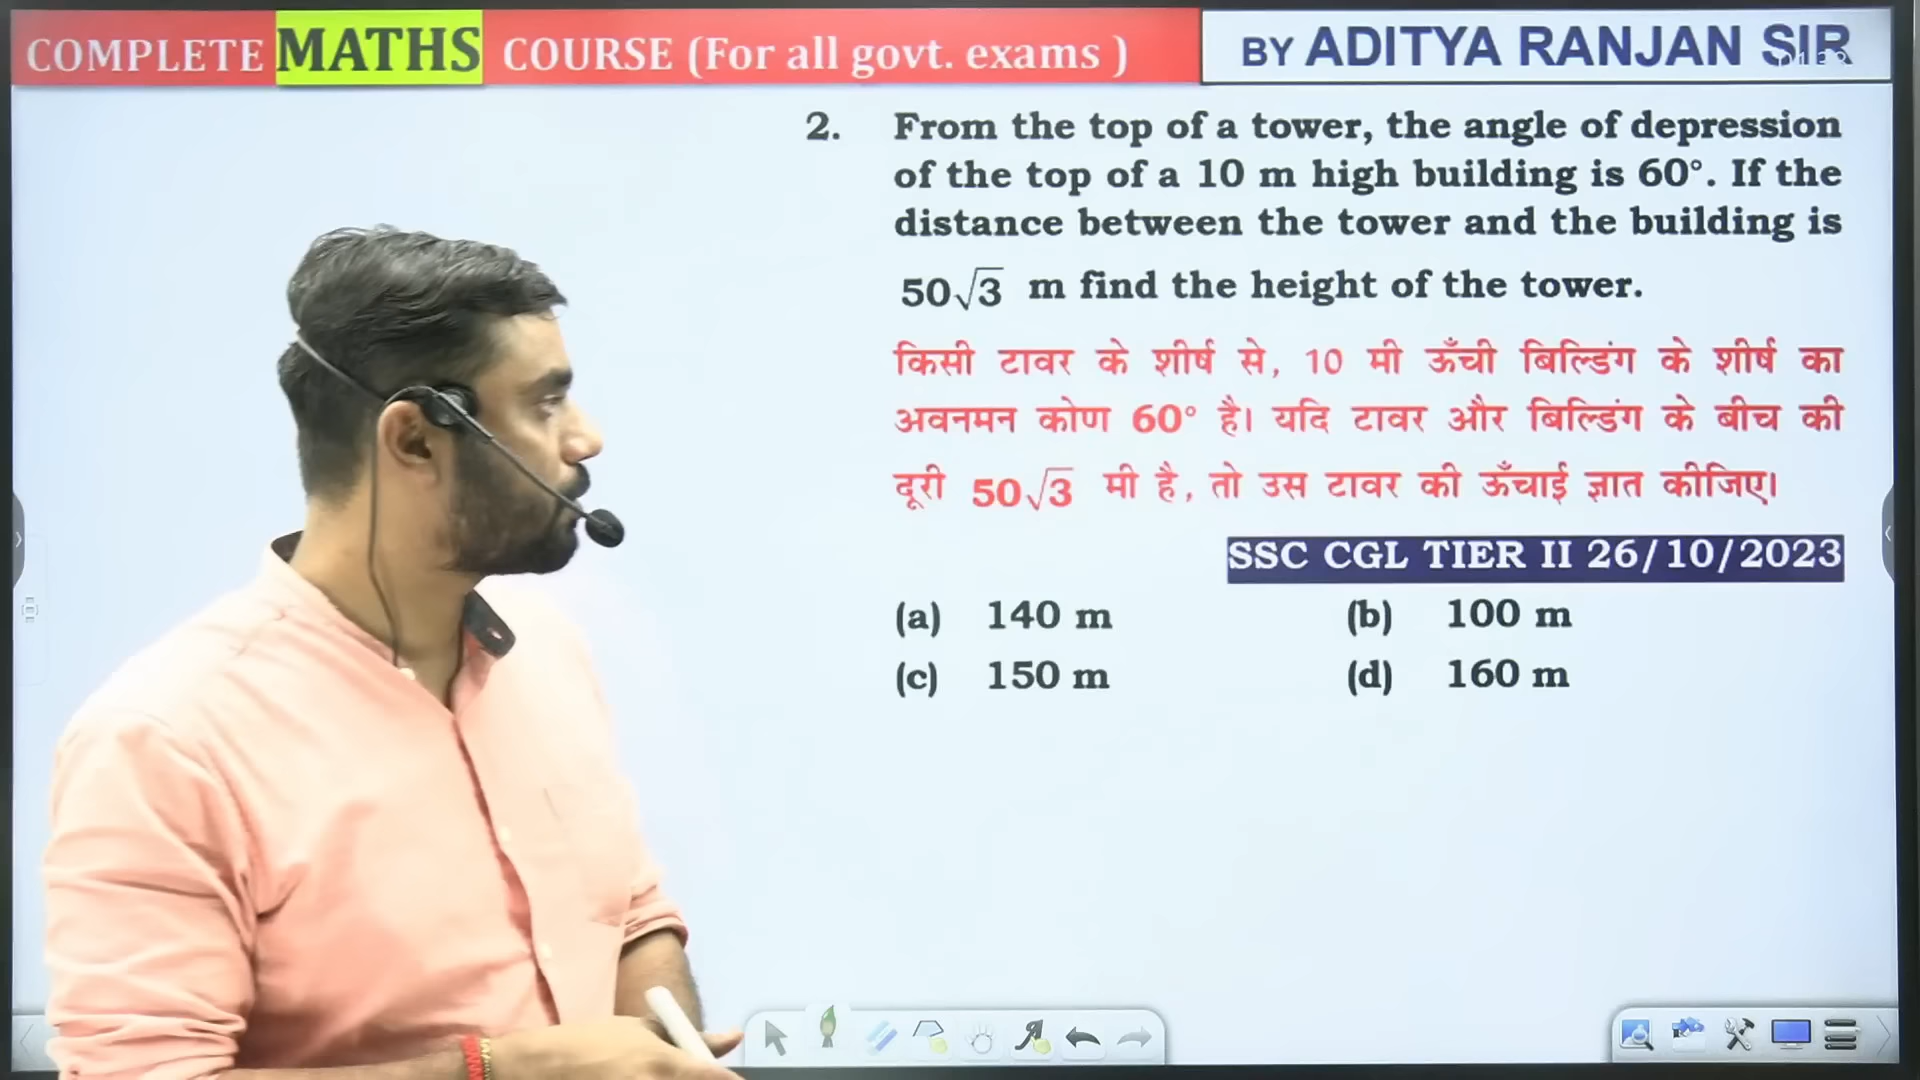 COMPLETE MATHS COURSE (For all govt. exams )
BY ADITYA RANJAN SIR
2. From the top of a tower, the angle of depression
of the top of a 10 m high building is 60°. If the
distance between the tower and the building is
50√3 m find the height of the tower.
किसी टावर के शीर्ष से, 10 मी ऊँची बिल्डिंग के शीर्ष का
अवनमन कोण 60° है। यदि टावर और बिल्डिंग के बीच की
दूरी 50√3 मी है, तो उस टावर की ऊँचाई ज्ञात कीजिए।
SSC CGL TIER II 26/10/2023
(a) 140 m (b) 100 m
(c) 150 m (d) 160 m